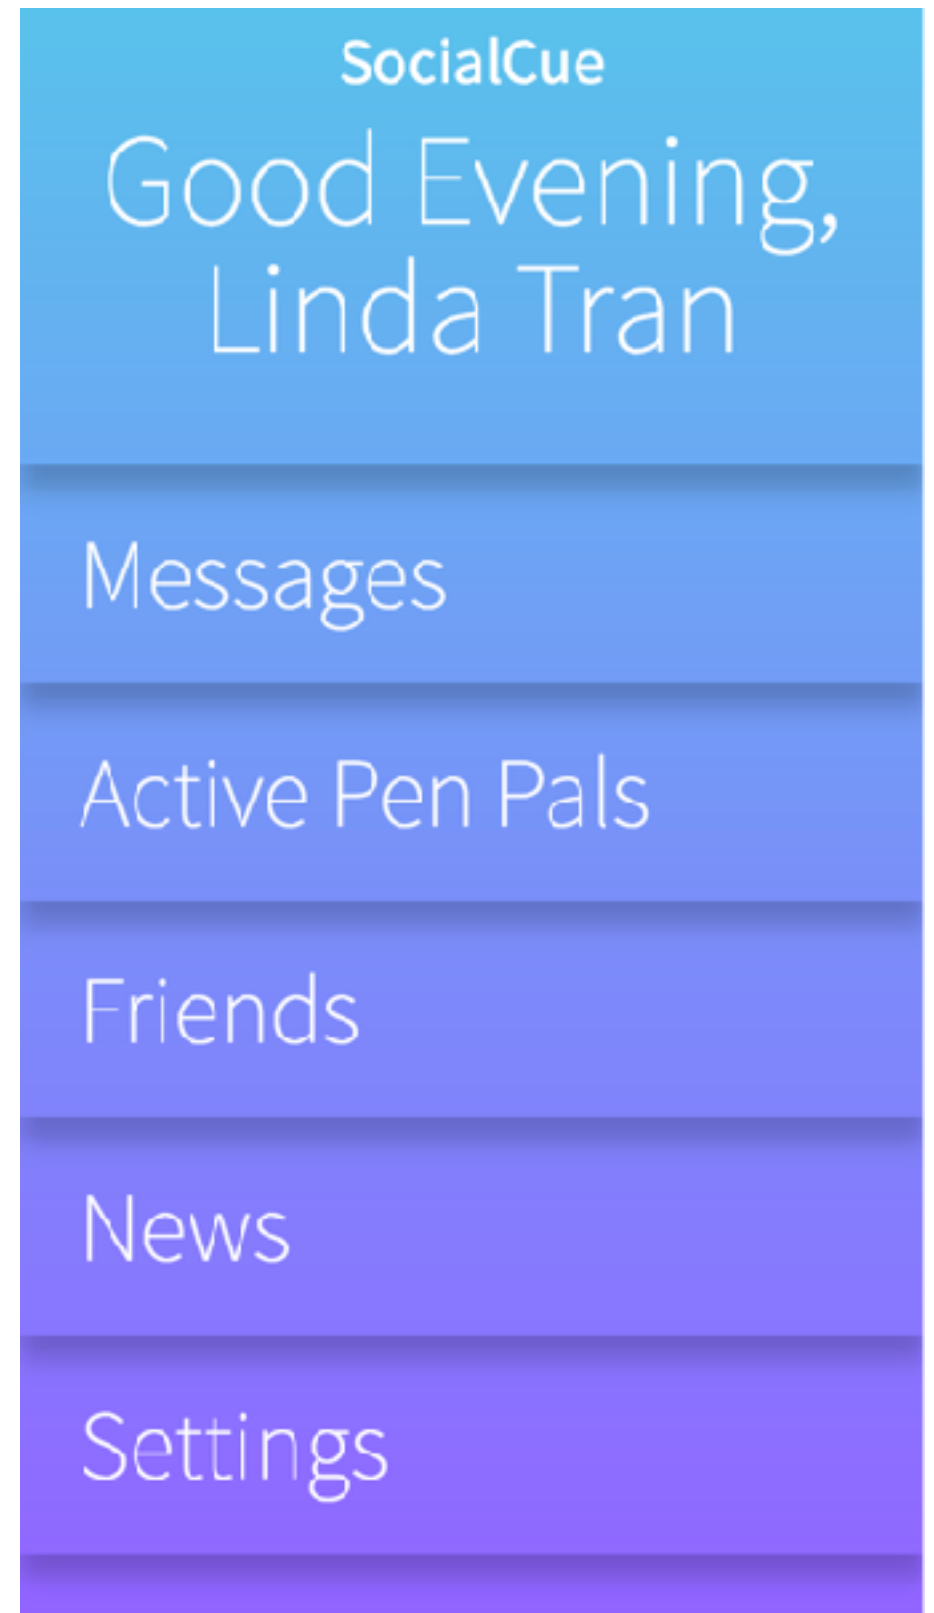 SocialCue
Good Evening,
Linda Tran
Messages
Active Pen Pals
Friends
News
Settings